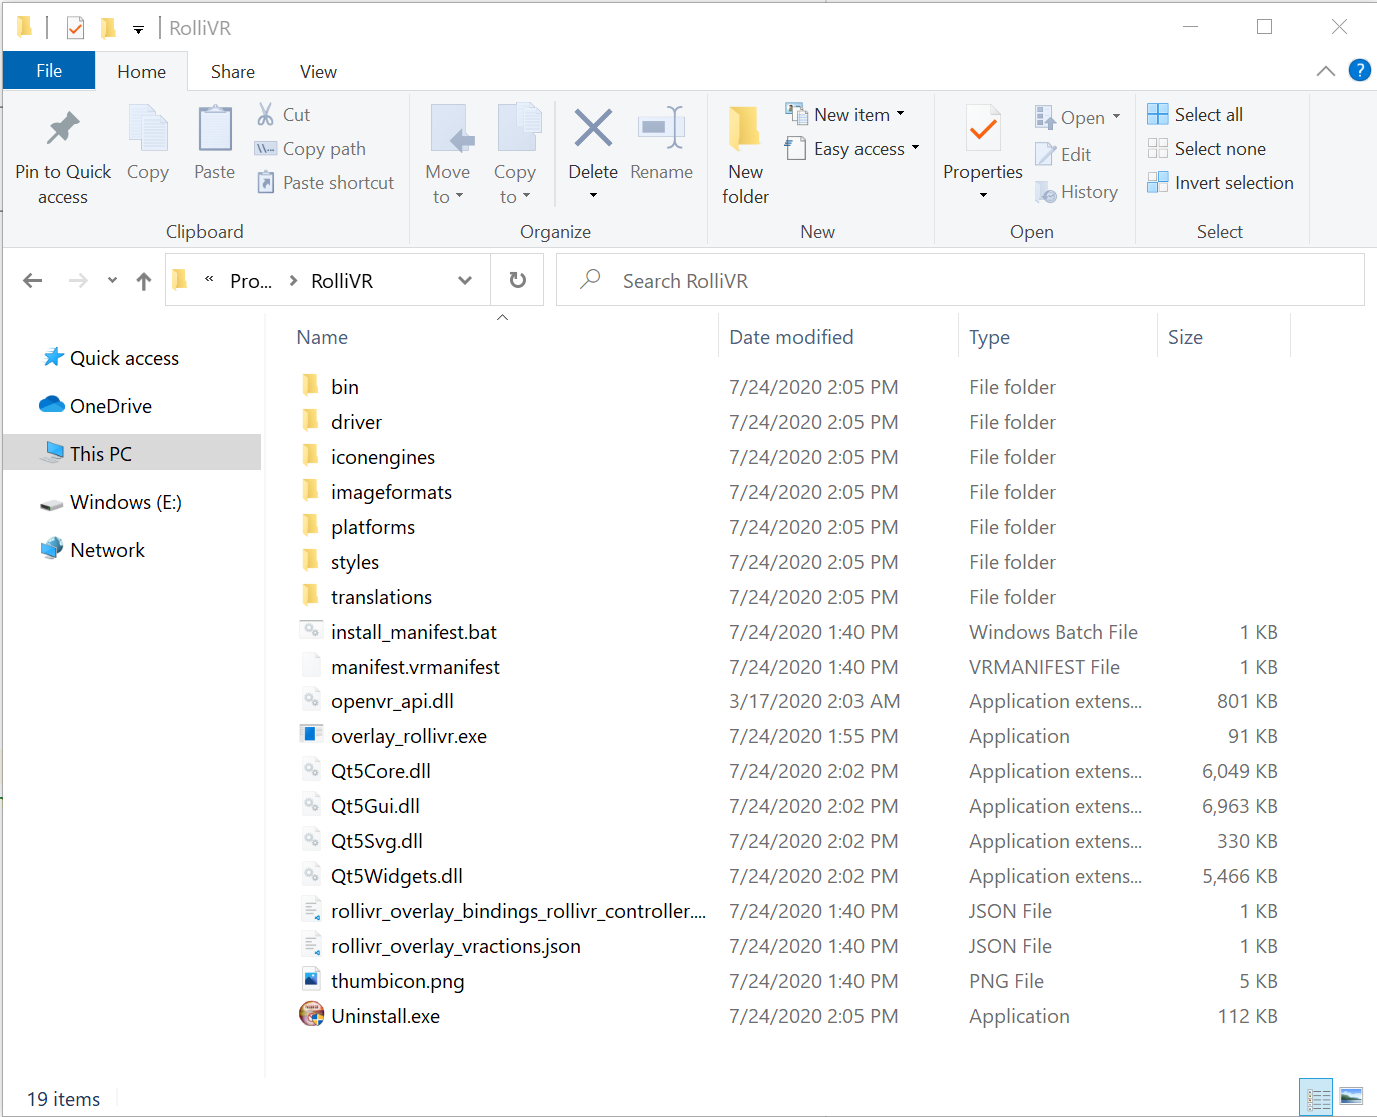 RolliVR
File Home Share View
Pin to Quick access
Copy
Paste
Cut
Copy path
Paste shortcut
Clipboard
Move to
Copy to
Delete
Rename
Organize
New folder
New item
Easy access
New
Properties
Open
Edit
History
Open
Select all
Select none
Invert selection
Select
« Pro... RolliVR
Search RolliVR
Quick access
OneDrive
This PC
Windows (E:)
Network
Name Date modified Type Size
bin 7/24/2020 2:05 PM File folder
driver 7/24/2020 2:05 PM File folder
iconengines 7/24/2020 2:05 PM File folder
imageformats 7/24/2020 2:05 PM File folder
platforms 7/24/2020 2:05 PM File folder
styles 7/24/2020 2:05 PM File folder
translations 7/24/2020 2:05 PM File folder
install_manifest.bat 7/24/2020 1:40 PM Windows Batch File 1 KB
manifest.vrmanifest 7/24/2020 1:40 PM VRMANIFEST File 1 KB
openvr_api.dll 3/17/2020 2:03 AM Application extens... 801 KB
overlay_rollivr.exe 7/24/2020 1:55 PM Application 91 KB
Qt5Core.dll 7/24/2020 2:02 PM Application extens... 6,049 KB
Qt5Gui.dll 7/24/2020 2:02 PM Application extens... 6,963 KB
Qt5Svg.dll 7/24/2020 2:02 PM Application extens... 330 KB
Qt5Widgets.dll 7/24/2020 2:02 PM Application extens... 5,466 KB
rollivr_overlay_bindings_rollivr_controller.... 7/24/2020 1:40 PM JSON File 1 KB
rollivr_overlay_vractions.json 7/24/2020 1:40 PM JSON File 1 KB
thumbicon.png 7/24/2020 1:40 PM PNG File 5 KB
Uninstall.exe 7/24/2020 2:05 PM Application 112 KB
19 items